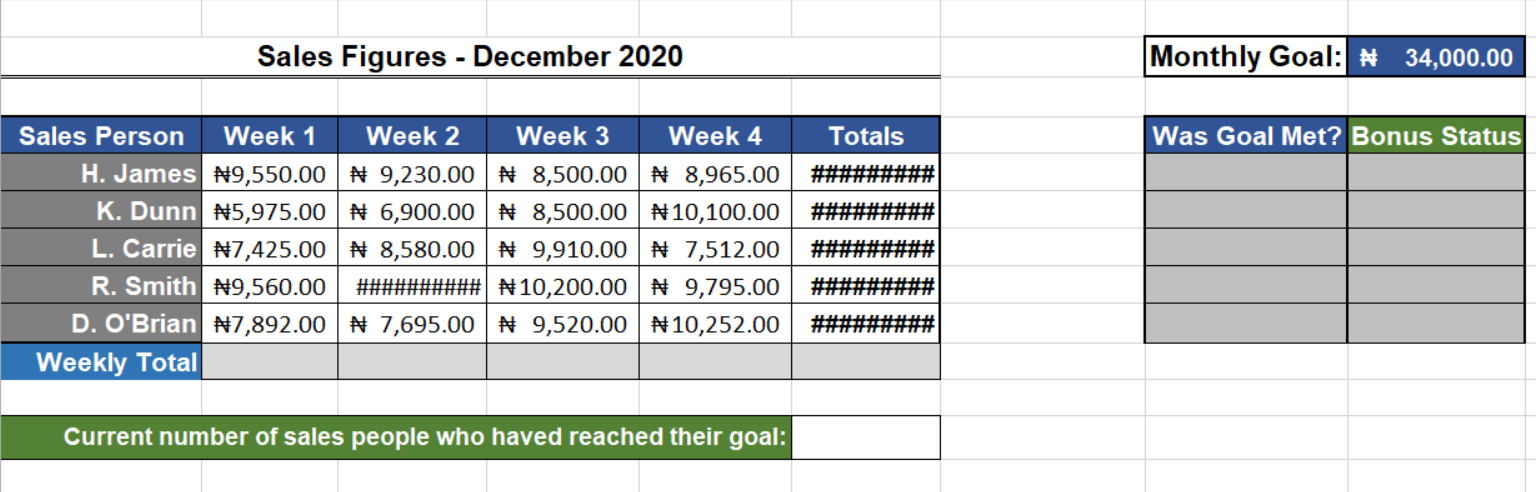 Sales Figures - December 2020 Monthly Goal: ₦ 34,000.00
Sales Person Week 1 Week 2 Week 3 Week 4 Totals Was Goal Met? Bonus Status
H. James ₦9,550.00 ₦ 9,230.00 ₦ 8,500.00 ₦ 8,965.00 #########
K. Dunn ₦5,975.00 ₦ 6,900.00 ₦ 8,500.00 ₦10,100.00 #########
L. Carrie ₦7,425.00 ₦ 8,580.00 ₦ 9,910.00 ₦ 7,512.00 #########
R. Smith ₦9,560.00 ########## ₦10,200.00 ₦ 9,795.00 #########
D. O'Brian ₦7,892.00 ₦ 7,695.00 ₦ 9,520.00 ₦10,252.00 #########
Weekly Total
Current number of sales people who haved reached their goal: